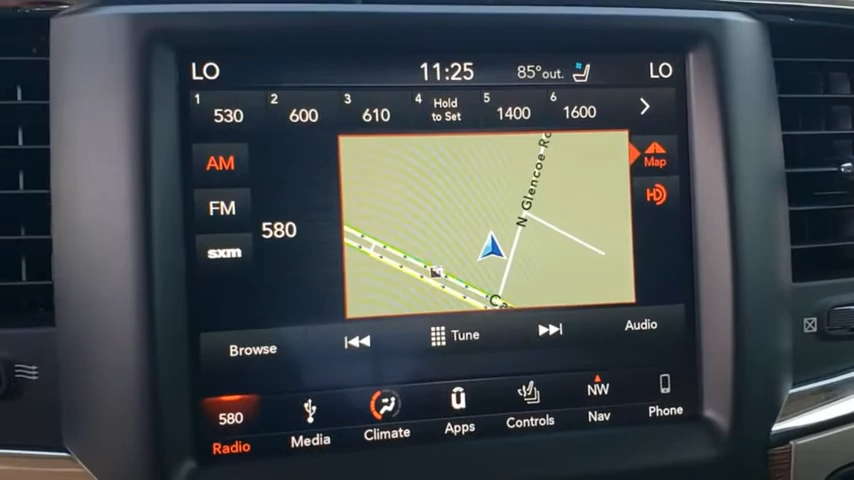 LO 11:25 85° out. LO
1 530 2 600 3 610 4 Hold to Set 5 1400 6 1600
AM
FM
sxm
580
N Glencoe Rd
Ca
Map
HD
Browse Tune Audio
580
Radio Media Climate Apps Controls NW Nav Phone